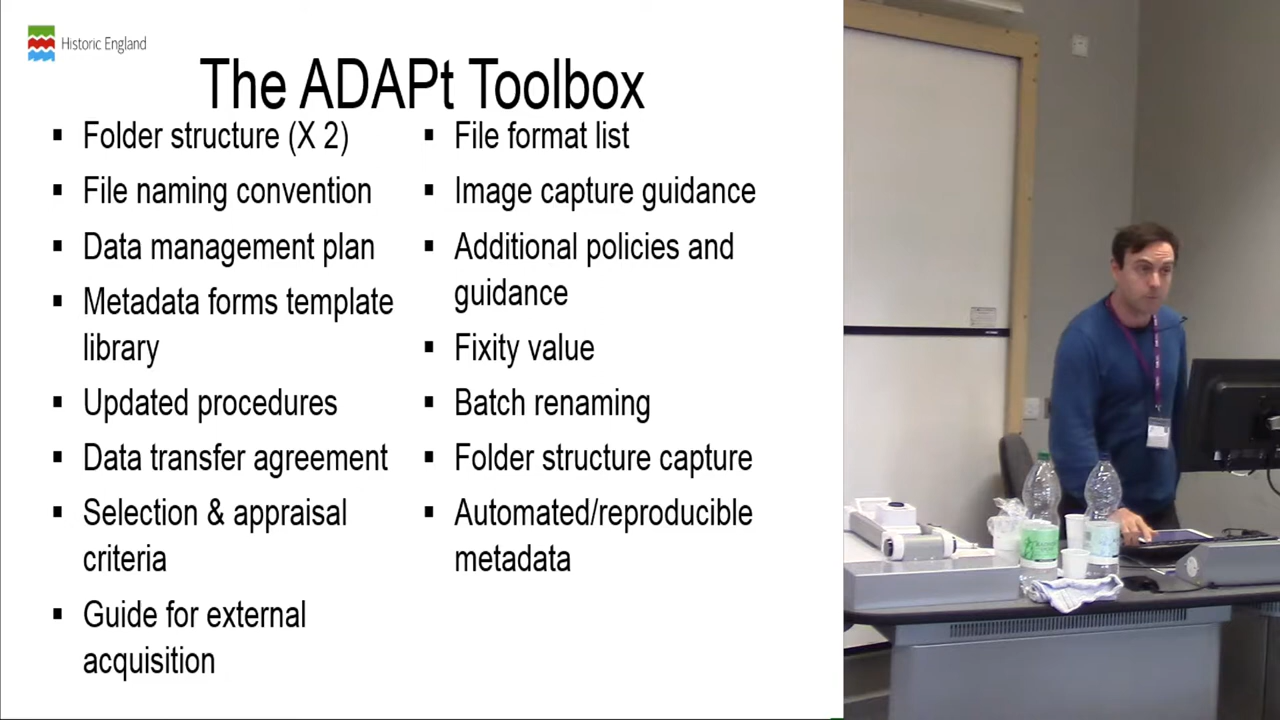 Historic England
The ADAPt Toolbox
▪ Folder structure (X 2)
▪ File naming convention
▪ Data management plan
▪ Metadata forms template
library
▪ Updated procedures
▪ Data transfer agreement
▪ Selection & appraisal
criteria
▪ Guide for external
acquisition
▪ File format list
▪ Image capture guidance
▪ Additional policies and
guidance
▪ Fixity value
▪ Batch renaming
▪ Folder structure capture
▪ Automated/reproducible
metadata